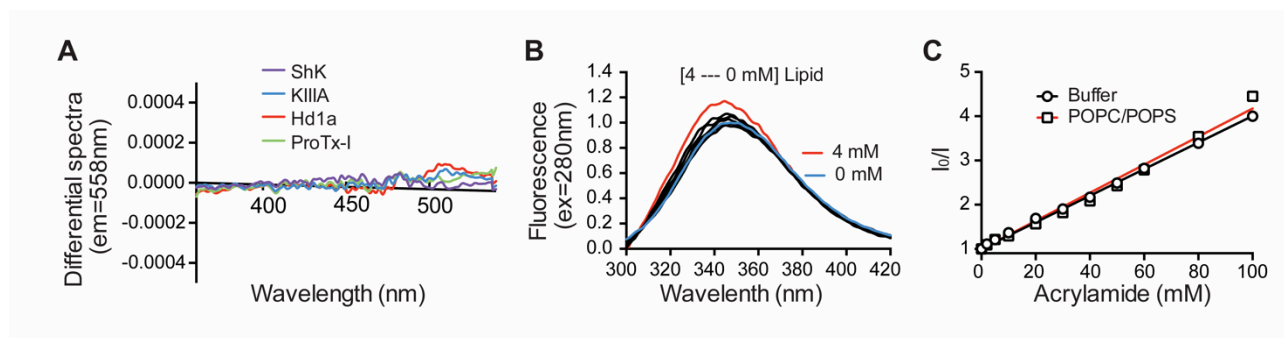 A
ShK
KIIIA
Hd1a
ProTx-I
Differential spectra
(em=558nm)
0.0004
0.0002
0.0000
-0.0002
-0.0004
400
450
500
Wavelength (nm)
B
[4 --- 0 mM] Lipid
4 mM
0 mM
Fluorescence
(ex=280nm)
1.4
1.2
1.0
0.8
0.6
0.4
0.2
0.0
300
320
340
360
380
400
420
Wavelenth (nm)
C
Buffer
POPC/POPS
I₀/I
5
4
3
2
1
0
20
40
60
80
100
Acrylamide (mM)